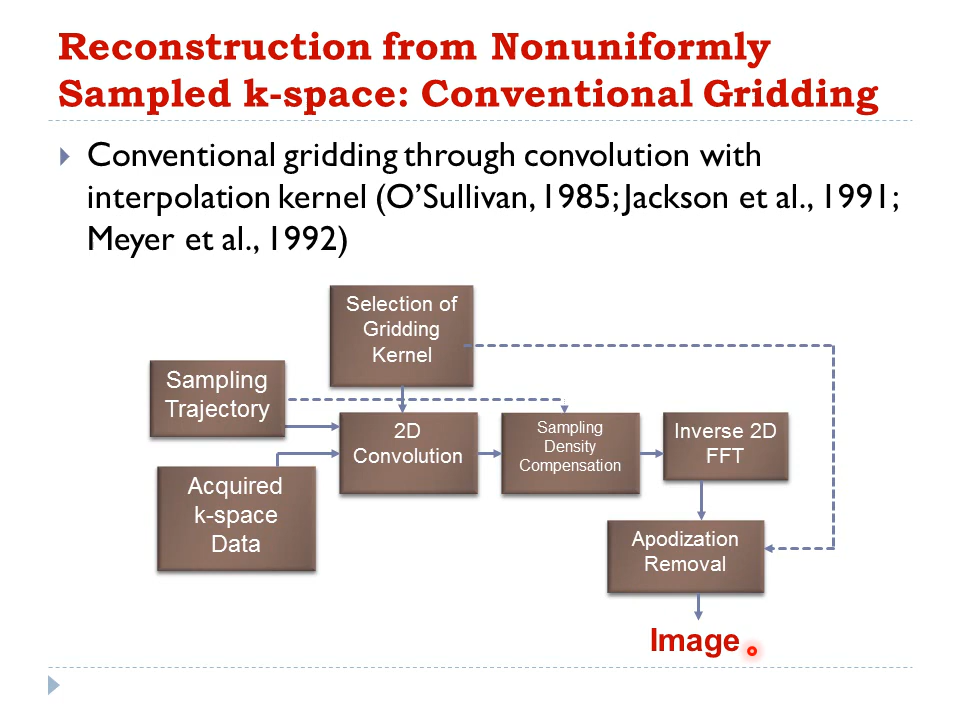 Reconstruction from Nonuniformly
Sampled k-space: Conventional Gridding
Conventional gridding through convolution with
interpolation kernel (O’Sullivan, 1985; Jackson et al., 1991;
Meyer et al., 1992)
Selection of
Gridding
Kernel
Sampling
Trajectory
2D
Convolution
Sampling
Density
Compensation
Inverse 2D
FFT
Acquired
k-space
Data
Apodization
Removal
Image